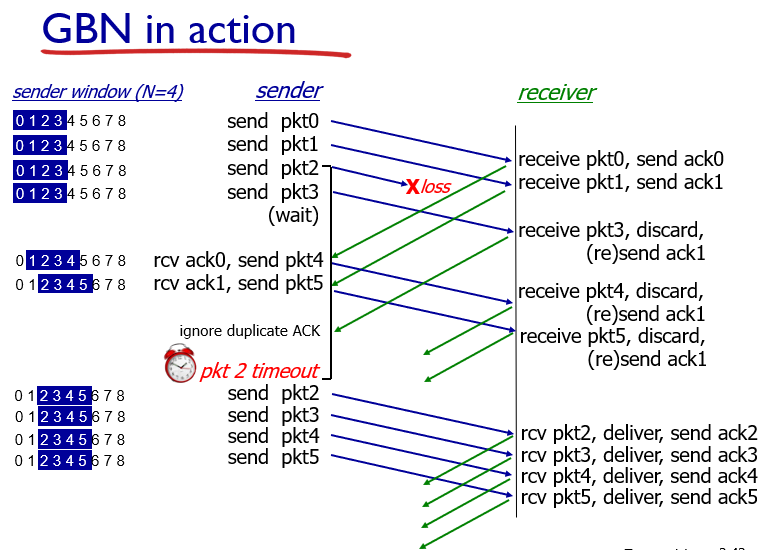 GBN in action
sender window (N=4)
sender
receiver
0 1 2 3 4 5 6 7 8
send pkt0
0 1 2 3 4 5 6 7 8
send pkt1
0 1 2 3 4 5 6 7 8
send pkt2
0 1 2 3 4 5 6 7 8
send pkt3
(wait)
X loss
receive pkt0, send ack0
receive pkt1, send ack1
receive pkt3, discard,
(re)send ack1
0 1 2 3 4 5 6 7 8
rcv ack0, send pkt4
0 1 2 3 4 5 6 7 8
rcv ack1, send pkt5
receive pkt4, discard,
(re)send ack1
ignore duplicate ACK
receive pkt5, discard,
(re)send ack1
pkt 2 timeout
0 1 2 3 4 5 6 7 8
send pkt2
0 1 2 3 4 5 6 7 8
send pkt3
0 1 2 3 4 5 6 7 8
send pkt4
0 1 2 3 4 5 6 7 8
send pkt5
rcv pkt2, deliver, send ack2
rcv pkt3, deliver, send ack3
rcv pkt4, deliver, send ack4
rcv pkt5, deliver, send ack5